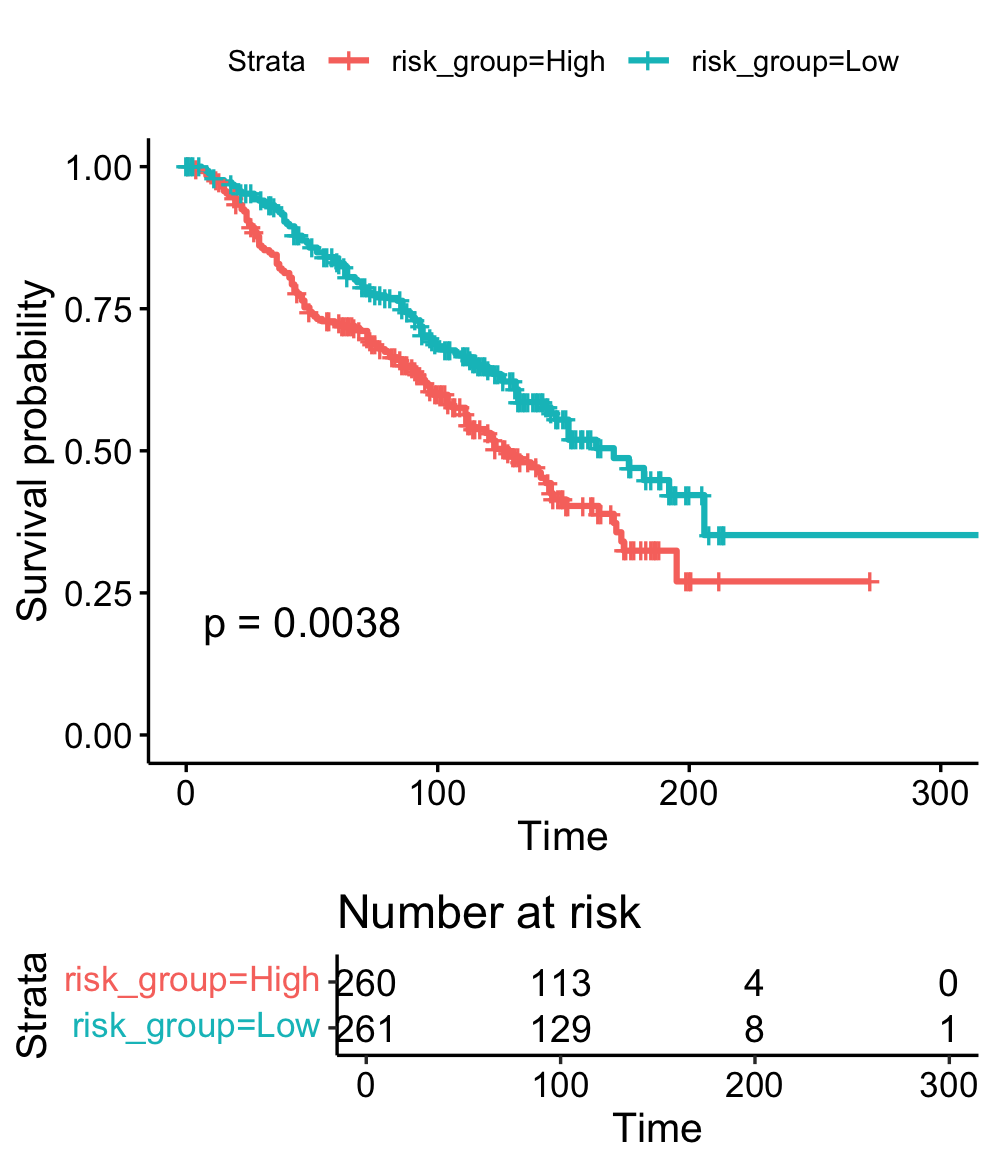 Strata risk_group=High risk_group=Low
Survival probability
1.00
0.75
0.50
0.25
0.00
p = 0.0038
0 100 200 300
Time
Number at risk
Strata
risk_group=High 260 113 4 0
risk_group=Low 261 129 8 1
0 100 200 300
Time